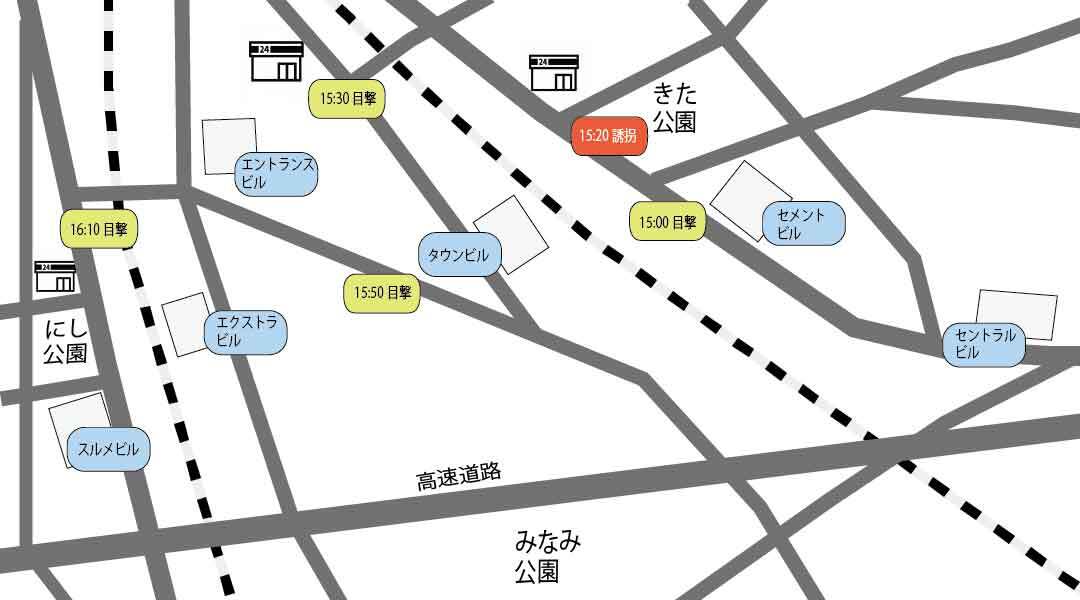 24
24
15:30 目撃
きた
公園
15:20 誘拐
エントランス
ビル
セメント
ビル
15:00 目撃
16:10 目撃
タウンビル
24
15:50 目撃
にし
公園
エクストラ
ビル
セントラル
ビル
スルメビル
高速道路
みなみ
公園